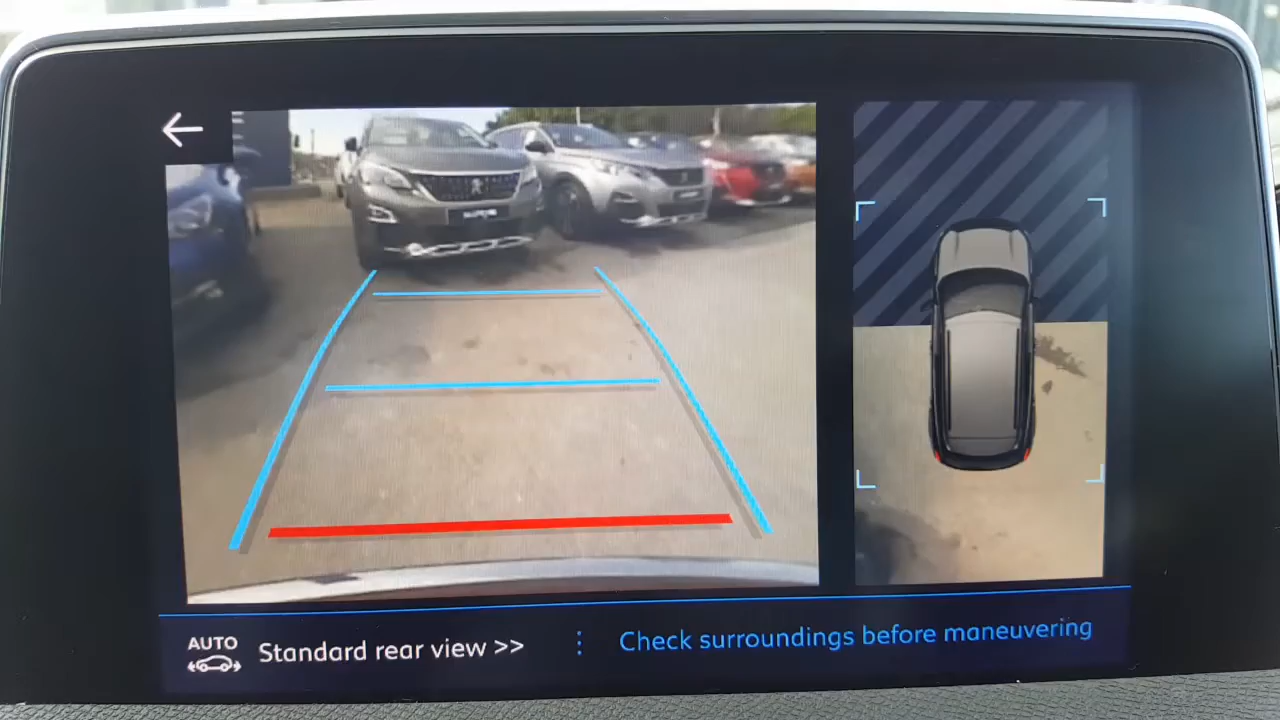 AUTO
Standard rear view >>
Check surroundings before maneuvering